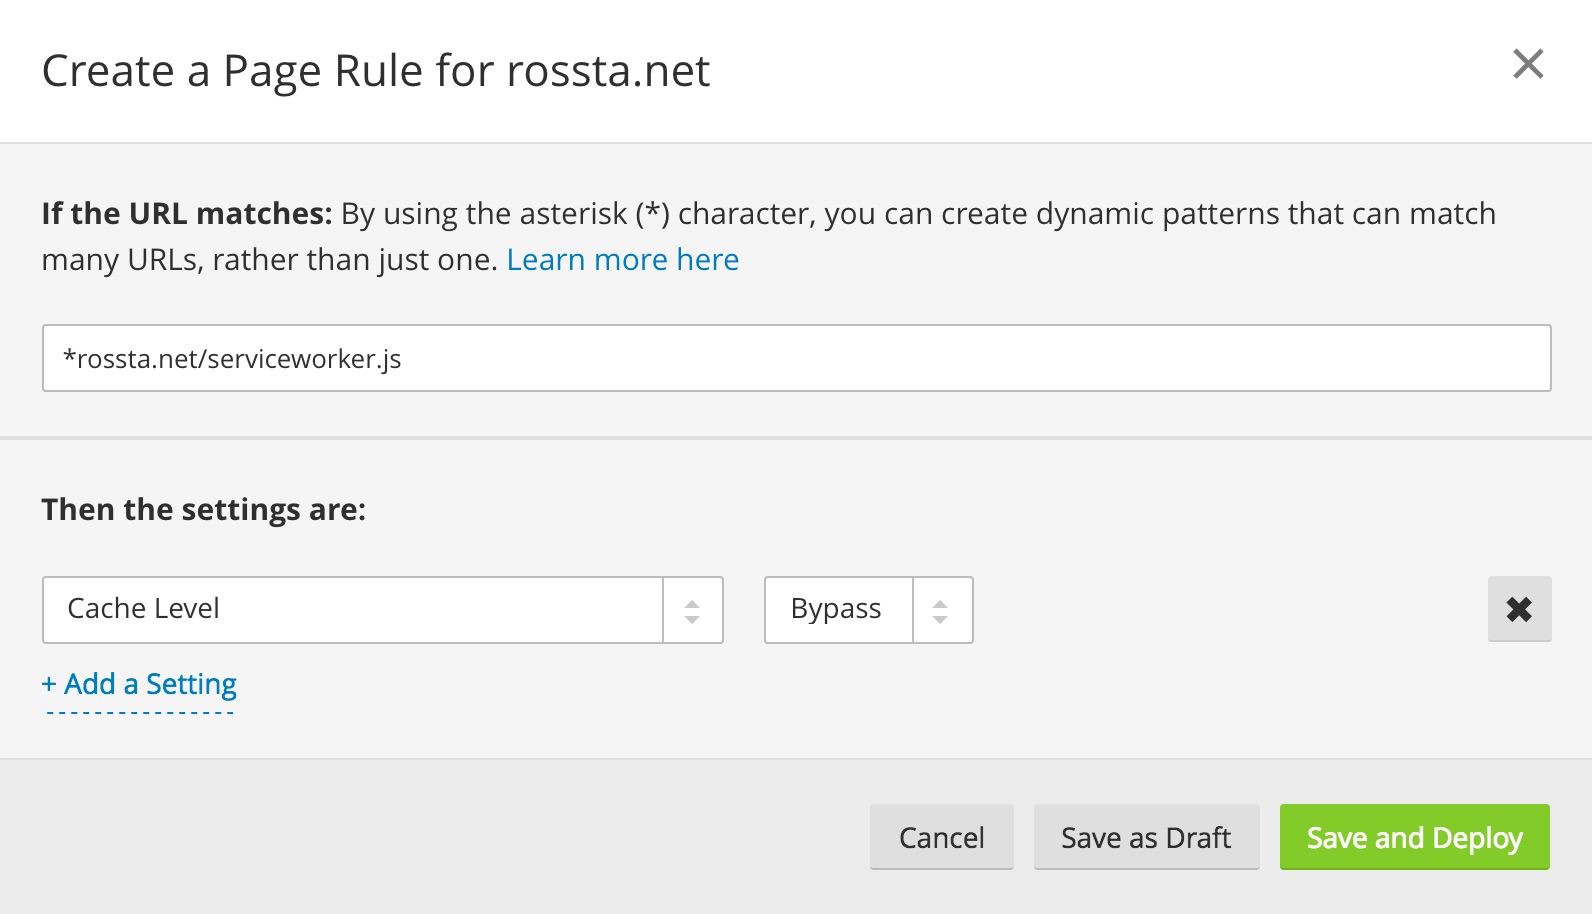 Create a Page Rule for rossta.net
If the URL matches: By using the asterisk (*) character, you can create dynamic patterns that can match
many URLs, rather than just one. Learn more here
*rossta.net/serviceworker.js
Then the settings are:
Cache Level Bypass
+ Add a Setting
Cancel Save as Draft Save and Deploy